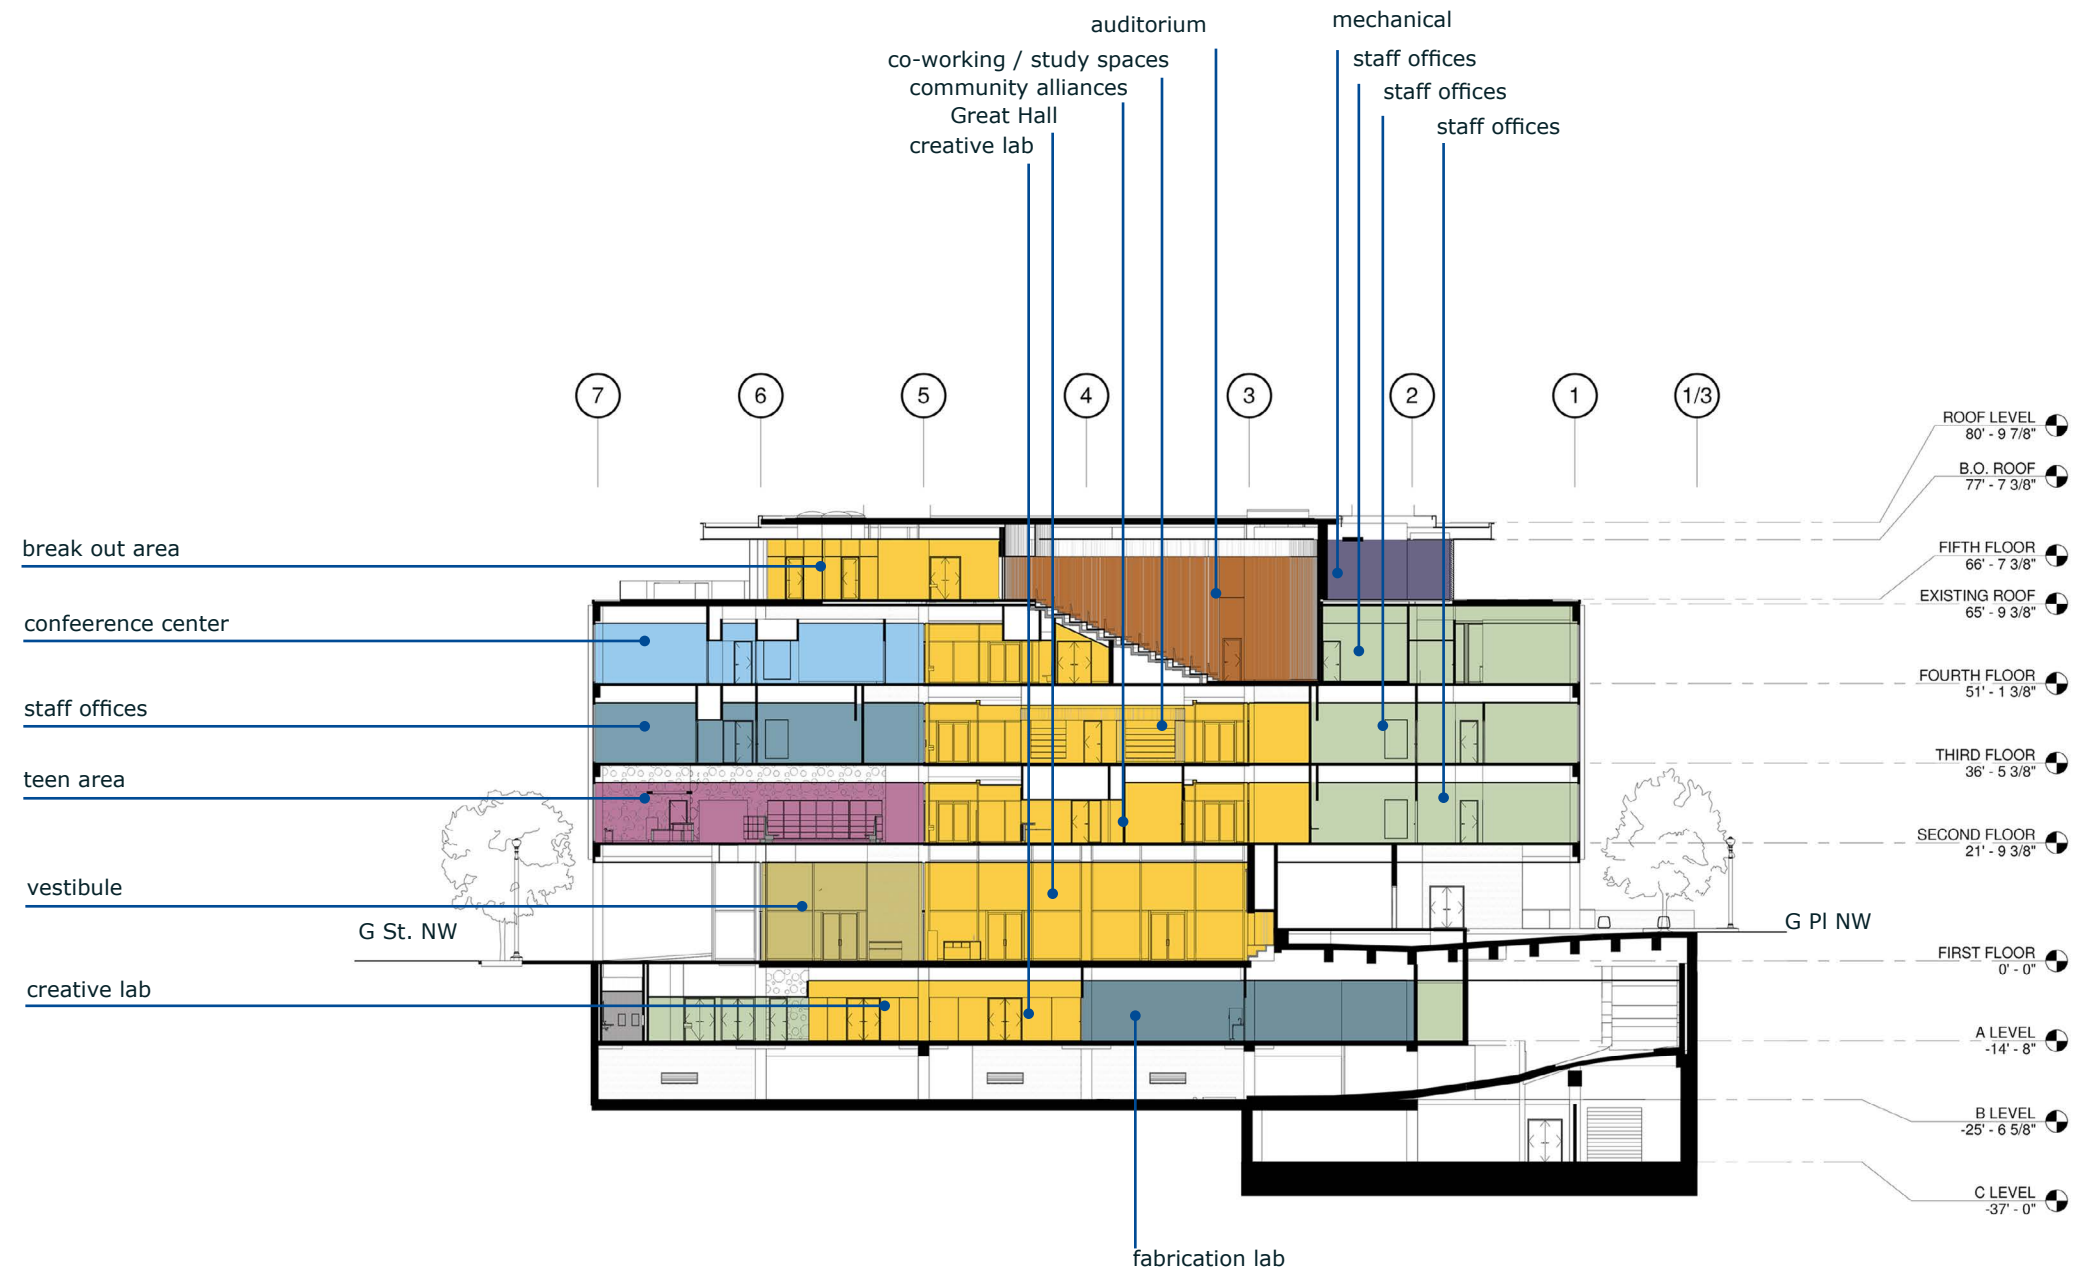 auditorium
mechanical
co-working / study spaces
staff offices
community alliances
staff offices
Great Hall
staff offices
creative lab
7
6
5
4
3
2
1
1/3
ROOF LEVEL
80' - 9 7/8"
B.O. ROOF
77' - 7 3/8"
break out area
FIFTH FLOOR
66' - 7 3/8"
EXISTING ROOF
65' - 9 3/8"
confeerence center
FOURTH FLOOR
51' - 1 3/8"
staff offices
THIRD FLOOR
36' - 5 3/8"
teen area
SECOND FLOOR
21' - 9 3/8"
vestibule
G St. NW
G Pl NW
FIRST FLOOR
0' - 0"
creative lab
A LEVEL
-14' - 8"
B LEVEL
-25' - 6 5/8"
C LEVEL
-37' - 0"
fabrication lab